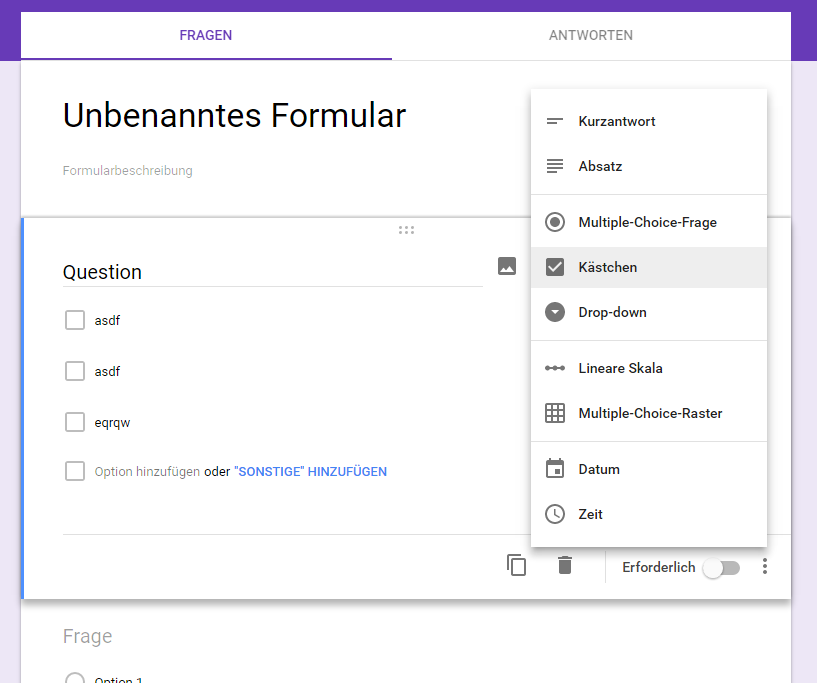 FRAGEN
ANTWORTEN
Unbenanntes Formular
Formularbeschreibung
Question
asdf
asdf
eqrqw
Option hinzufügen oder "SONSTIGE" HINZUFÜGEN
Kurzantwort
Absatz
Multiple-Choice-Frage
Kästchen
Drop-down
Lineare Skala
Multiple-Choice-Raster
Datum
Zeit
Erforderlich
Frage
Option 1